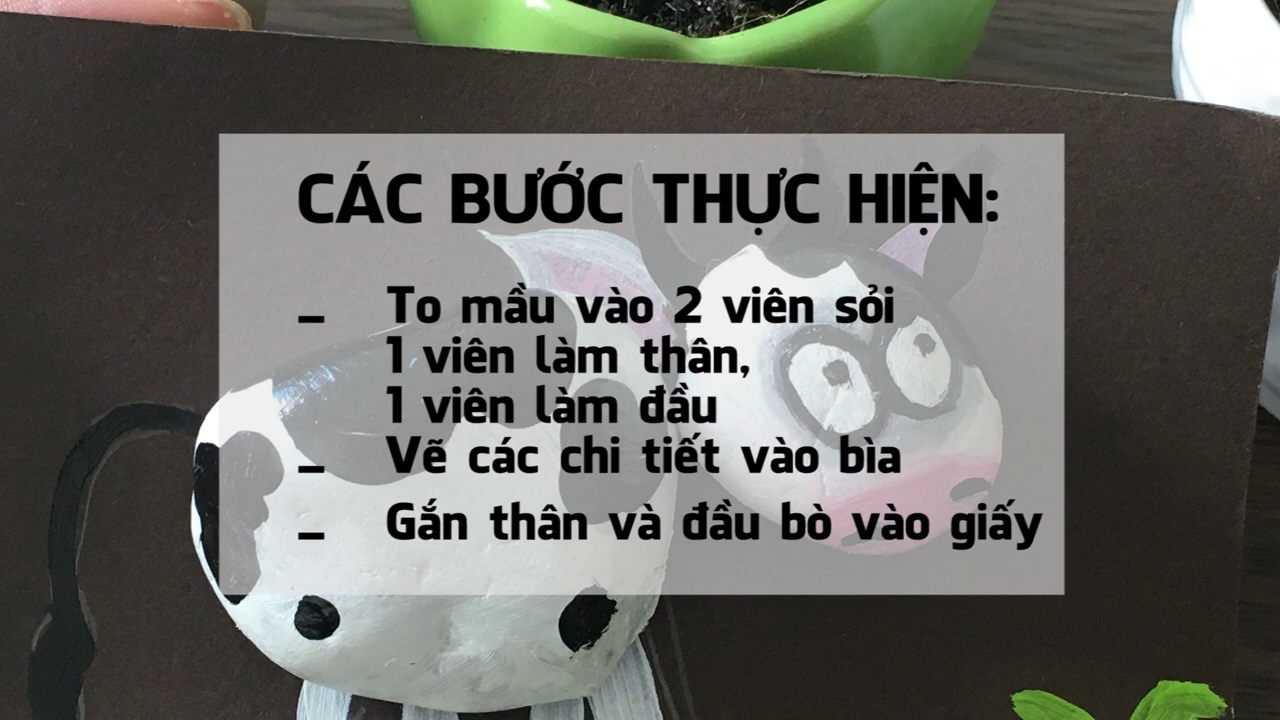 CÁC BƯỚC THỰC HIỆN:
_ To mầu vào 2 viên sỏi
1 viên làm thân,
1 viên làm đầu
_ Vẽ các chi tiết vào bìa
_ Gắn thân và đầu bò vào giấy